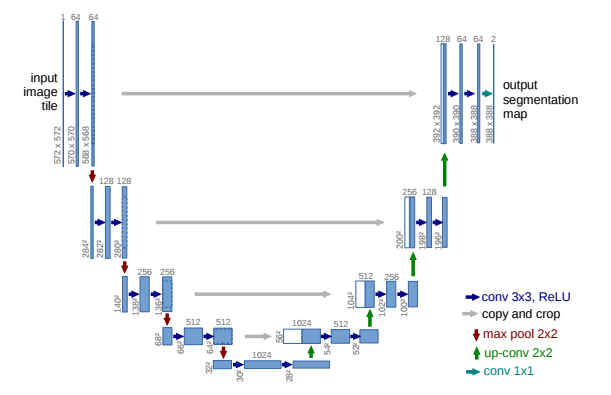 1 64 64
128 64 64 2
input
image
tile
output
segmentation
map
572 x 572
570 x 570
568 x 568
392 x 392
390 x 390
388 x 388
388 x 388
128 128
256 128
284²
282²
280²
200²
198²
196²
256 256
512 256
140²
138²
136²
104²
102²
100²
512 512
1024 512
68²
66²
64²
56²
54²
52²
1024
32²
30²
28²
conv 3x3, ReLU
copy and crop
max pool 2x2
up-conv 2x2
conv 1x1